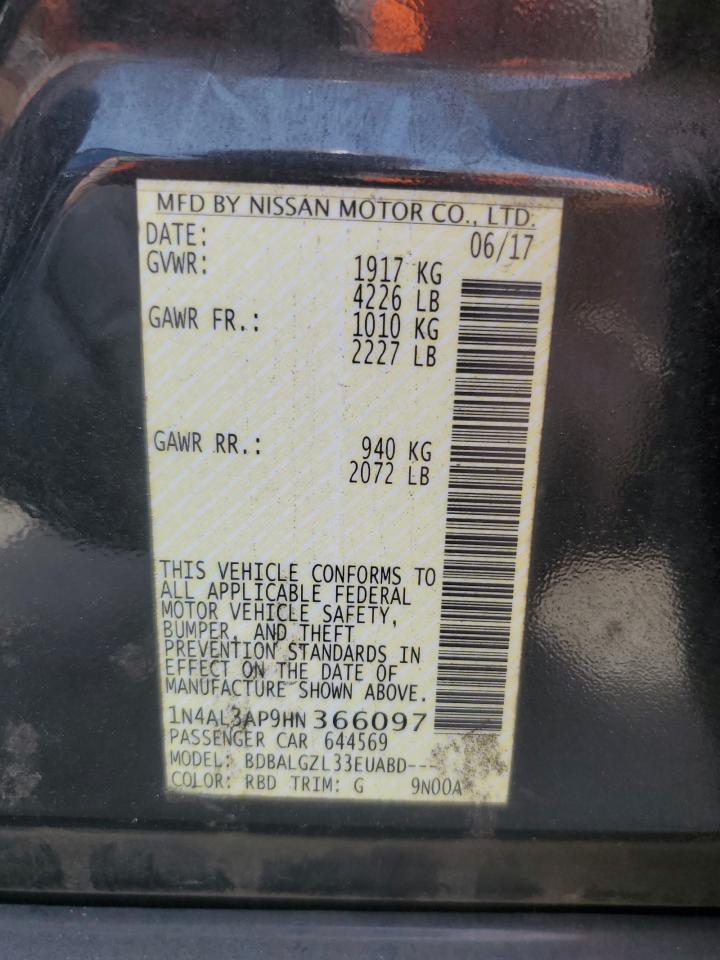 MFD BY NISSAN MOTOR CO., LTD.
DATE: 06/17
GVWR: 1917 KG
4226 LB
GAWR FR.: 1010 KG
2227 LB
GAWR RR.: 940 KG
2072 LB
THIS VEHICLE CONFORMS TO
ALL APPLICABLE FEDERAL
MOTOR VEHICLE SAFETY,
BUMPER, AND THEFT
PREVENTION STANDARDS IN
EFFECT ON THE DATE OF
MANUFACTURE SHOWN ABOVE.
1N4AL3AP9HN 366097
PASSENGER CAR 644569
MODEL: BDBALGZL33EUABD---
COLOR: RBD TRIM: G 9N00A